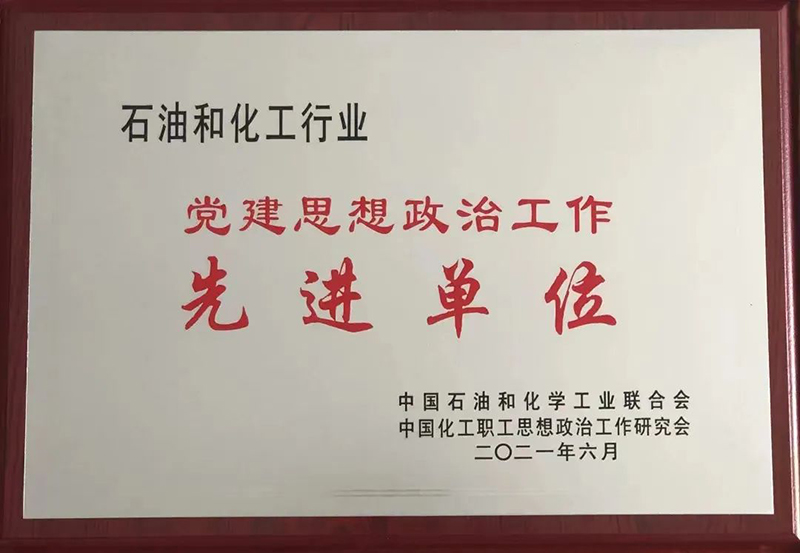 石油和化工行业
党建思想政治工作
先进单位
中国石油和化学工业联合会
中国化工职工思想政治工作研究会
二〇二一年六月